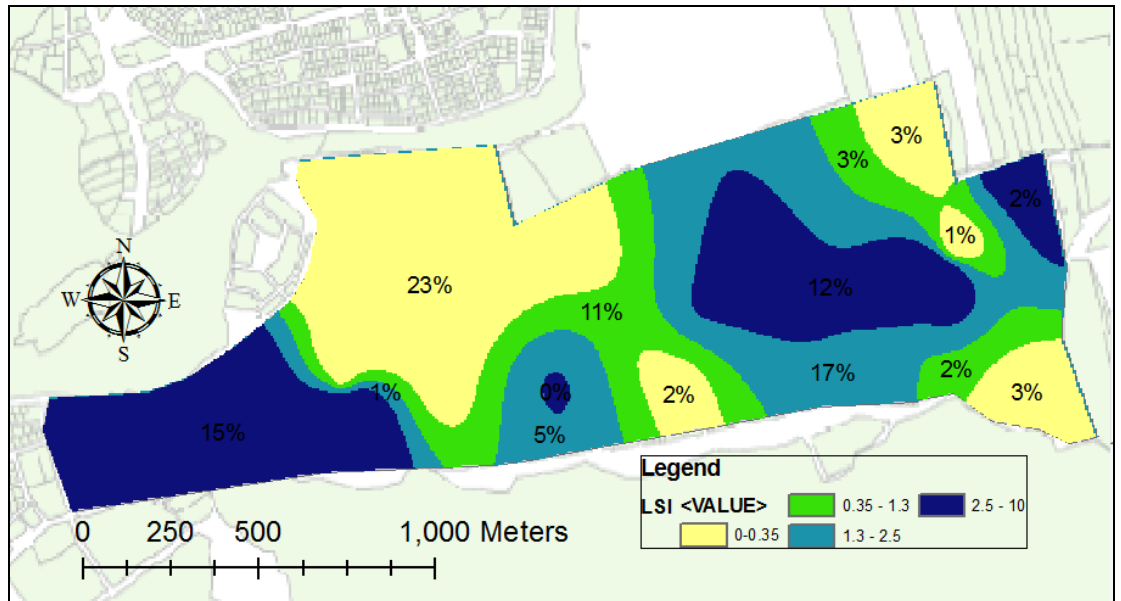 3%
3%
2%
1%
N
W E
S
23%
12%
11%
17%
2%
1%
0%
2%
3%
15%
5%
Legend
LSI <VALUE>
0-0.35
0.35 - 1.3
1.3 - 2.5
2.5 - 10
0 250 500 1,000 Meters